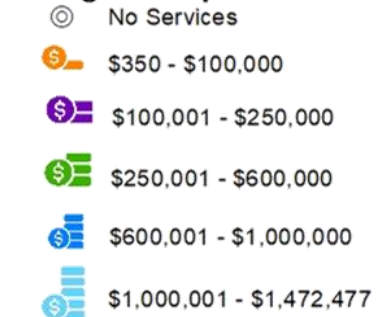 No Services
$350 - $100,000
$100,001 - $250,000
$250,001 - $600,000
$600,001 - $1,000,000
$1,000,001 - $1,472,477